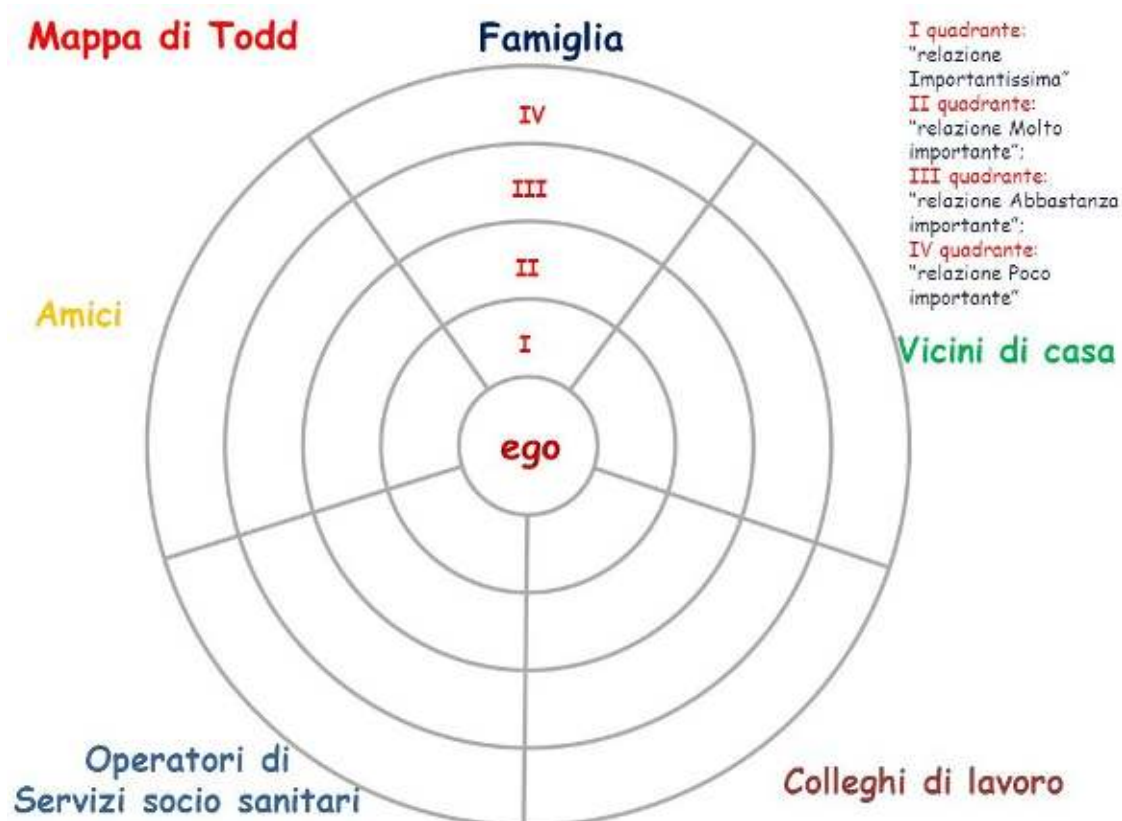 Mappa di Todd
Famiglia
I quadrante:
"relazione
Importantissima"
II quadrante:
"relazione Molto
importante";
III quadrante:
"relazione Abbastanza
importante";
IV quadrante:
"relazione Poco
importante"
IV
III
II
I
ego
Amici
Vicini di casa
Operatori di
Servizi socio sanitari
Colleghi di lavoro